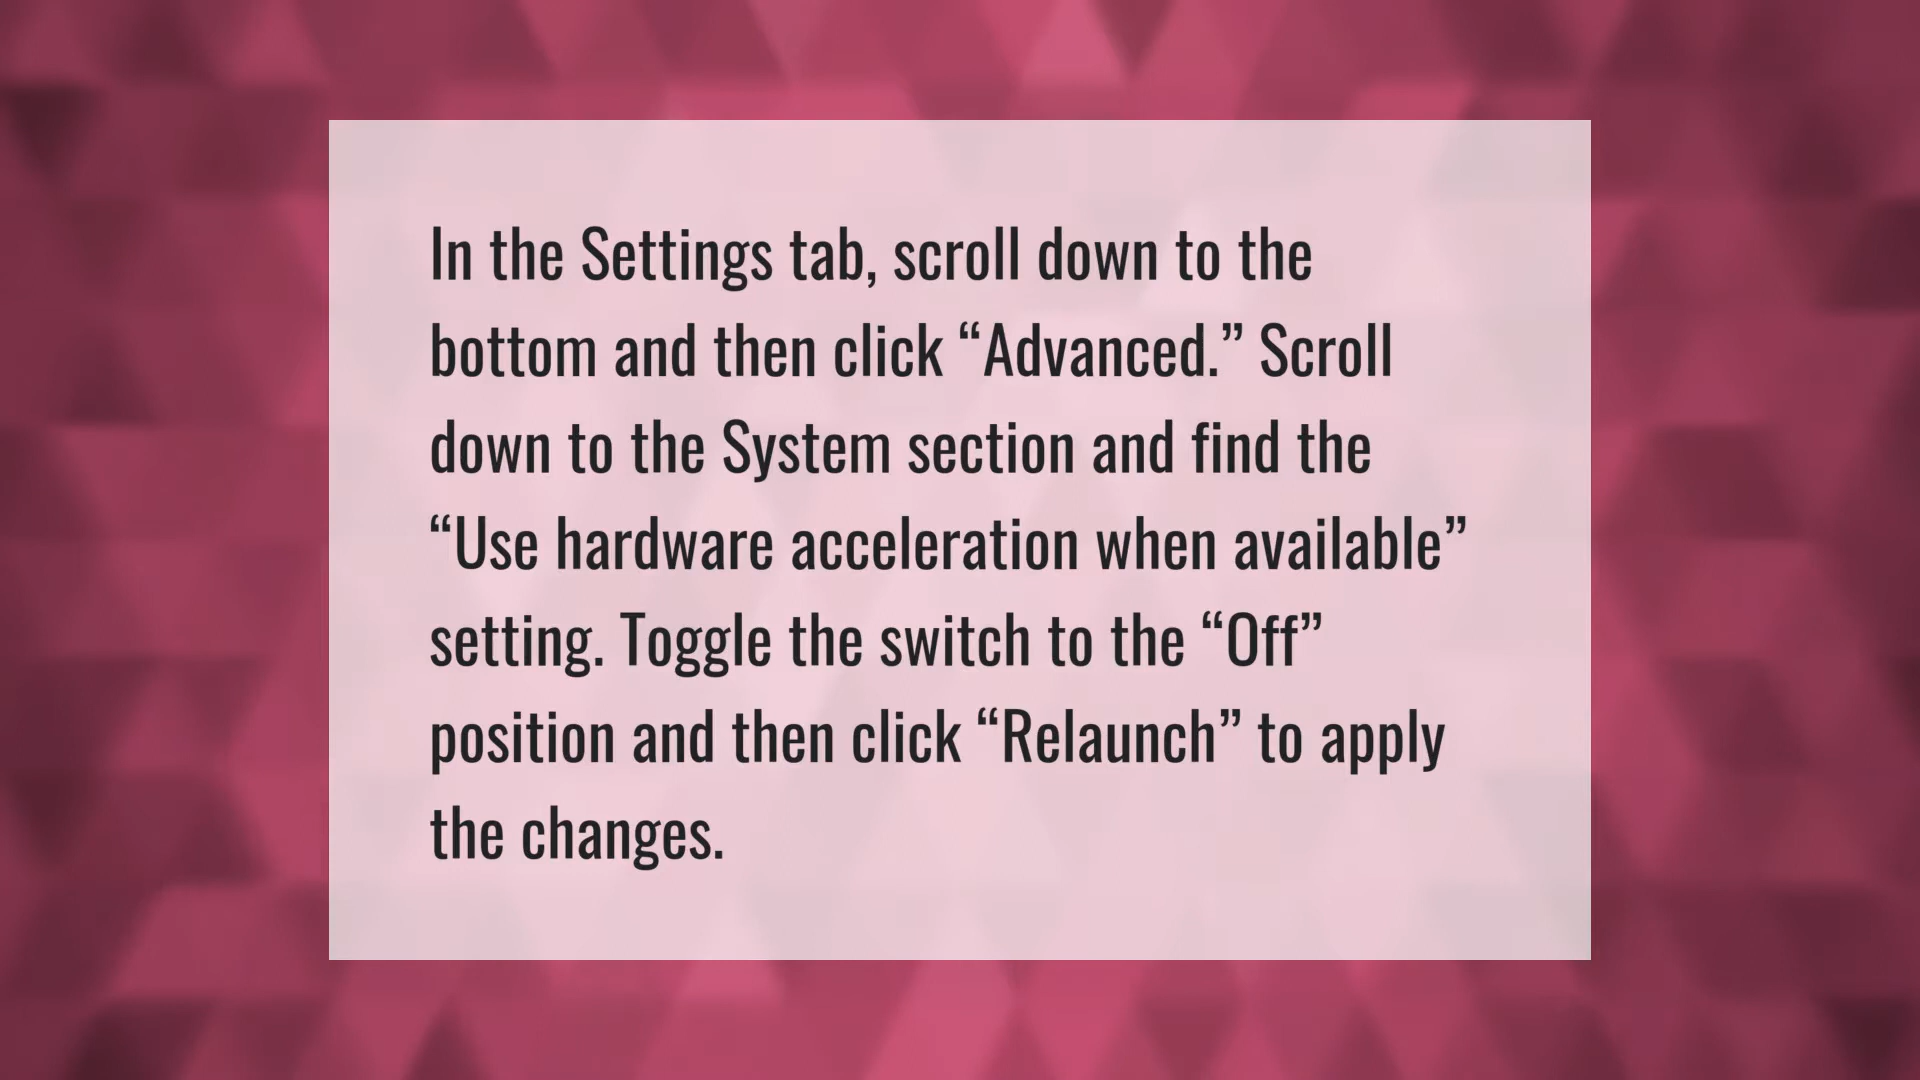 In the Settings tab, scroll down to the
bottom and then click “Advanced.” Scroll
down to the System section and find the
“Use hardware acceleration when available”
setting. Toggle the switch to the “Off”
position and then click “Relaunch” to apply
the changes.